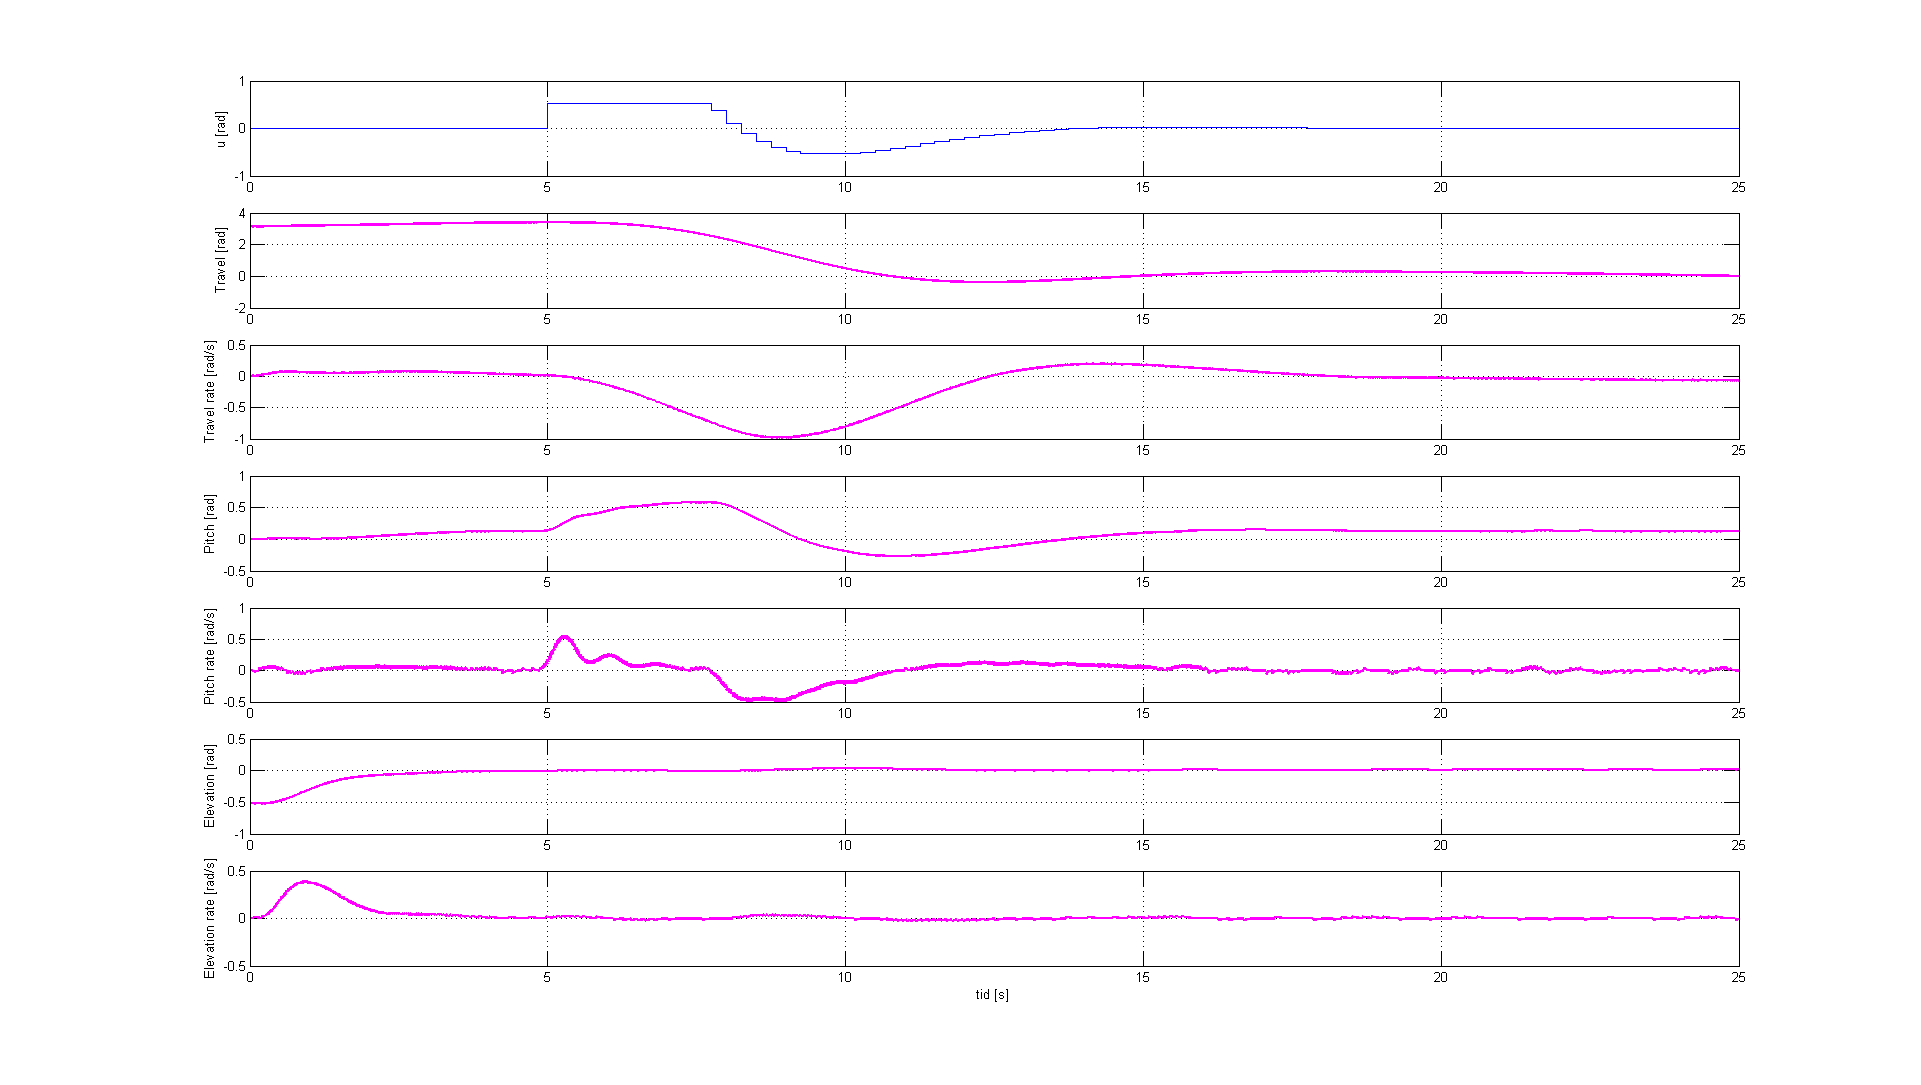 u [rad]
1
0
-1
0 5 10 15 20 25
Travel [rad]
4
2
0
-2
0 5 10 15 20 25
Travel rate [rad/s]
0.5
0
-0.5
-1
0 5 10 15 20 25
Pitch [rad]
1
0.5
0
-0.5
0 5 10 15 20 25
Pitch rate [rad/s]
1
0.5
0
-0.5
0 5 10 15 20 25
Elevation [rad]
0.5
0
-0.5
-1
0 5 10 15 20 25
Elevation rate [rad/s]
0.5
0
-0.5
0 5 10 15 20 25
tid [s]